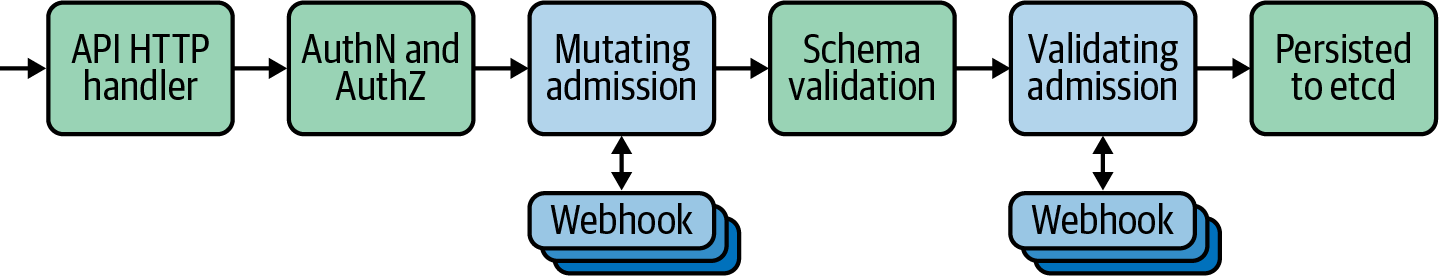 API HTTP
handler
AuthN and
AuthZ
Mutating
admission
Schema
validation
Validating
admission
Persisted
to etcd
Webhook
Webhook